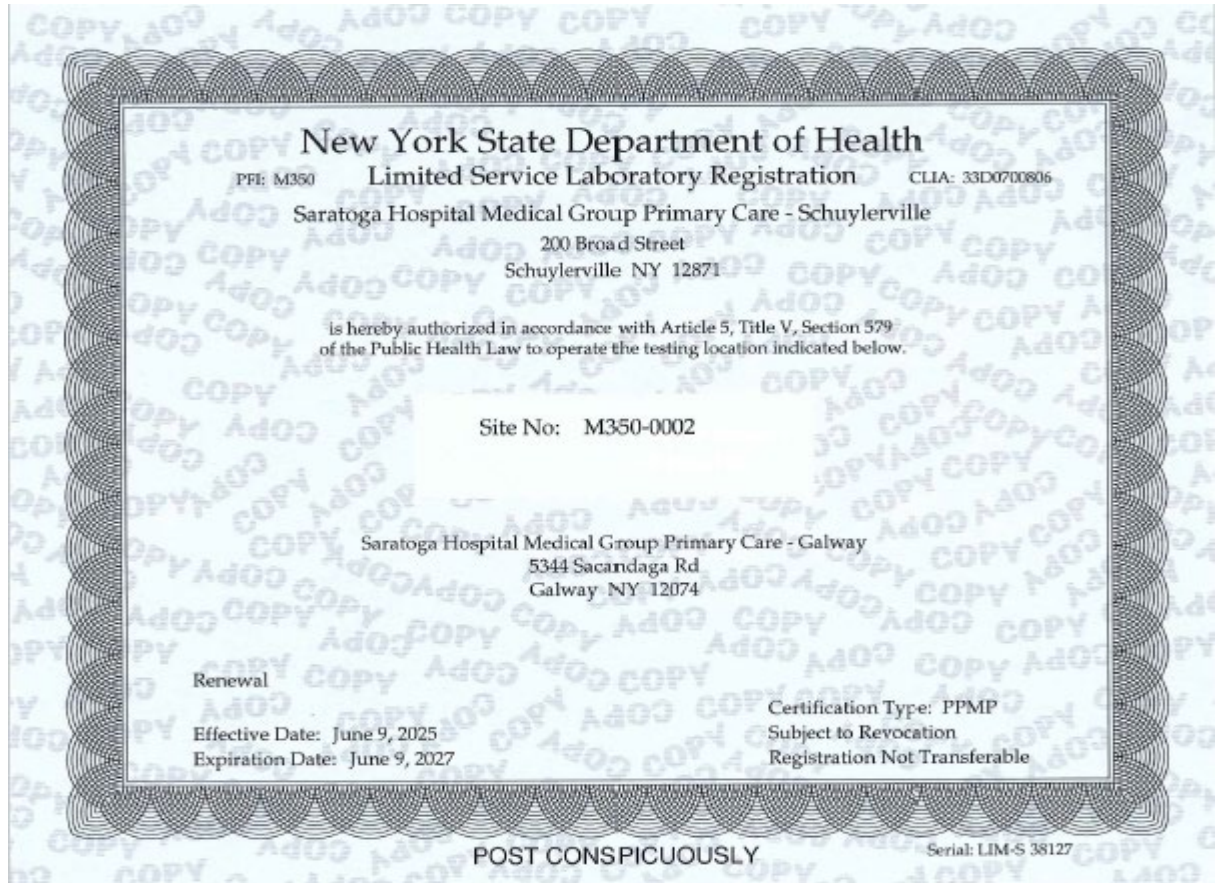 New York State Department of Health
PFI: M350 Limited Service Laboratory Registration CLIA: 33D0700806
Saratoga Hospital Medical Group Primary Care - Schuylerville
200 Broad Street
Schuylerville NY 12871
is hereby authorized in accordance with Article 5, Title V, Section 579
of the Public Health Law to operate the testing location indicated below.
Site No: M350-0002
Saratoga Hospital Medical Group Primary Care - Galway
5344 Sacandaga Rd
Galway NY 12074
Renewal
Certification Type: PPMP
Effective Date: June 9, 2025 Subject to Revocation
Expiration Date: June 9, 2027 Registration Not Transferable
POST CONSPICUOUSLY Serial: LIM-S 38127
COPY